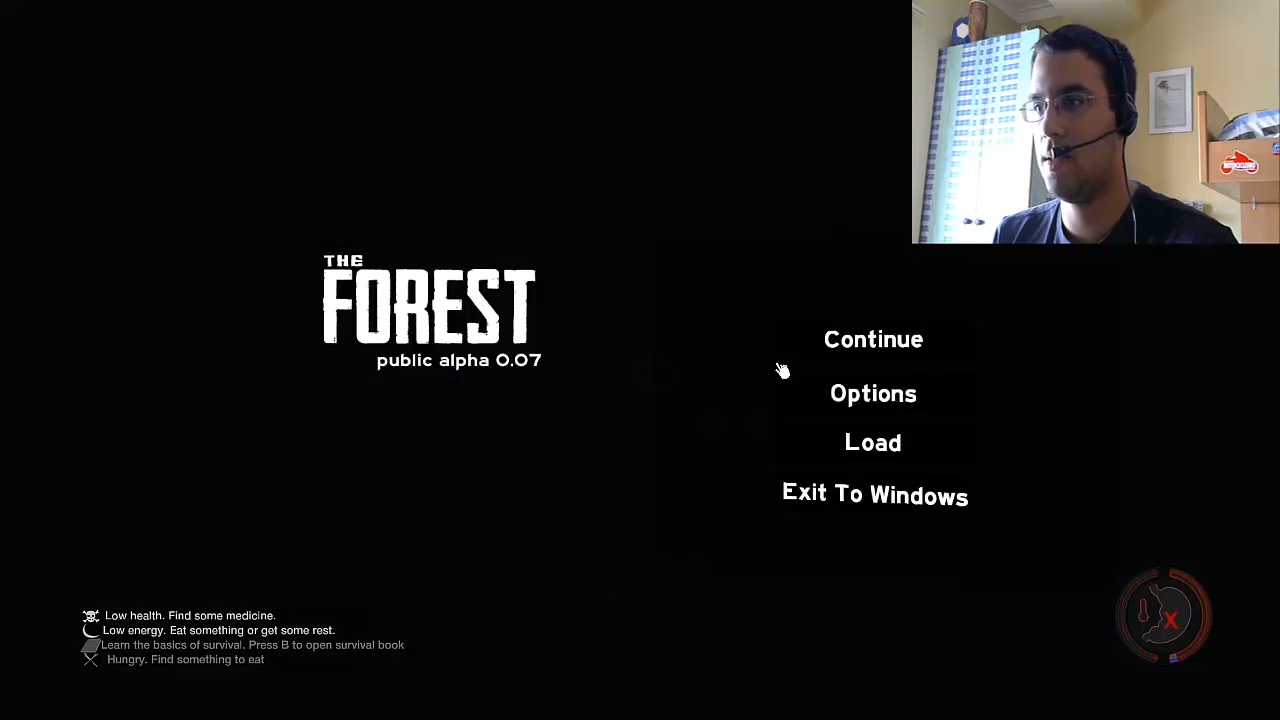 THE
FOREST
public alpha 0.07
Continue
Options
Load
Exit To Windows
Low health. Find some medicine.
Low energy. Eat something or get some rest.
Learn the basics of survival. Press B to open survival book
Hungry. Find something to eat
X